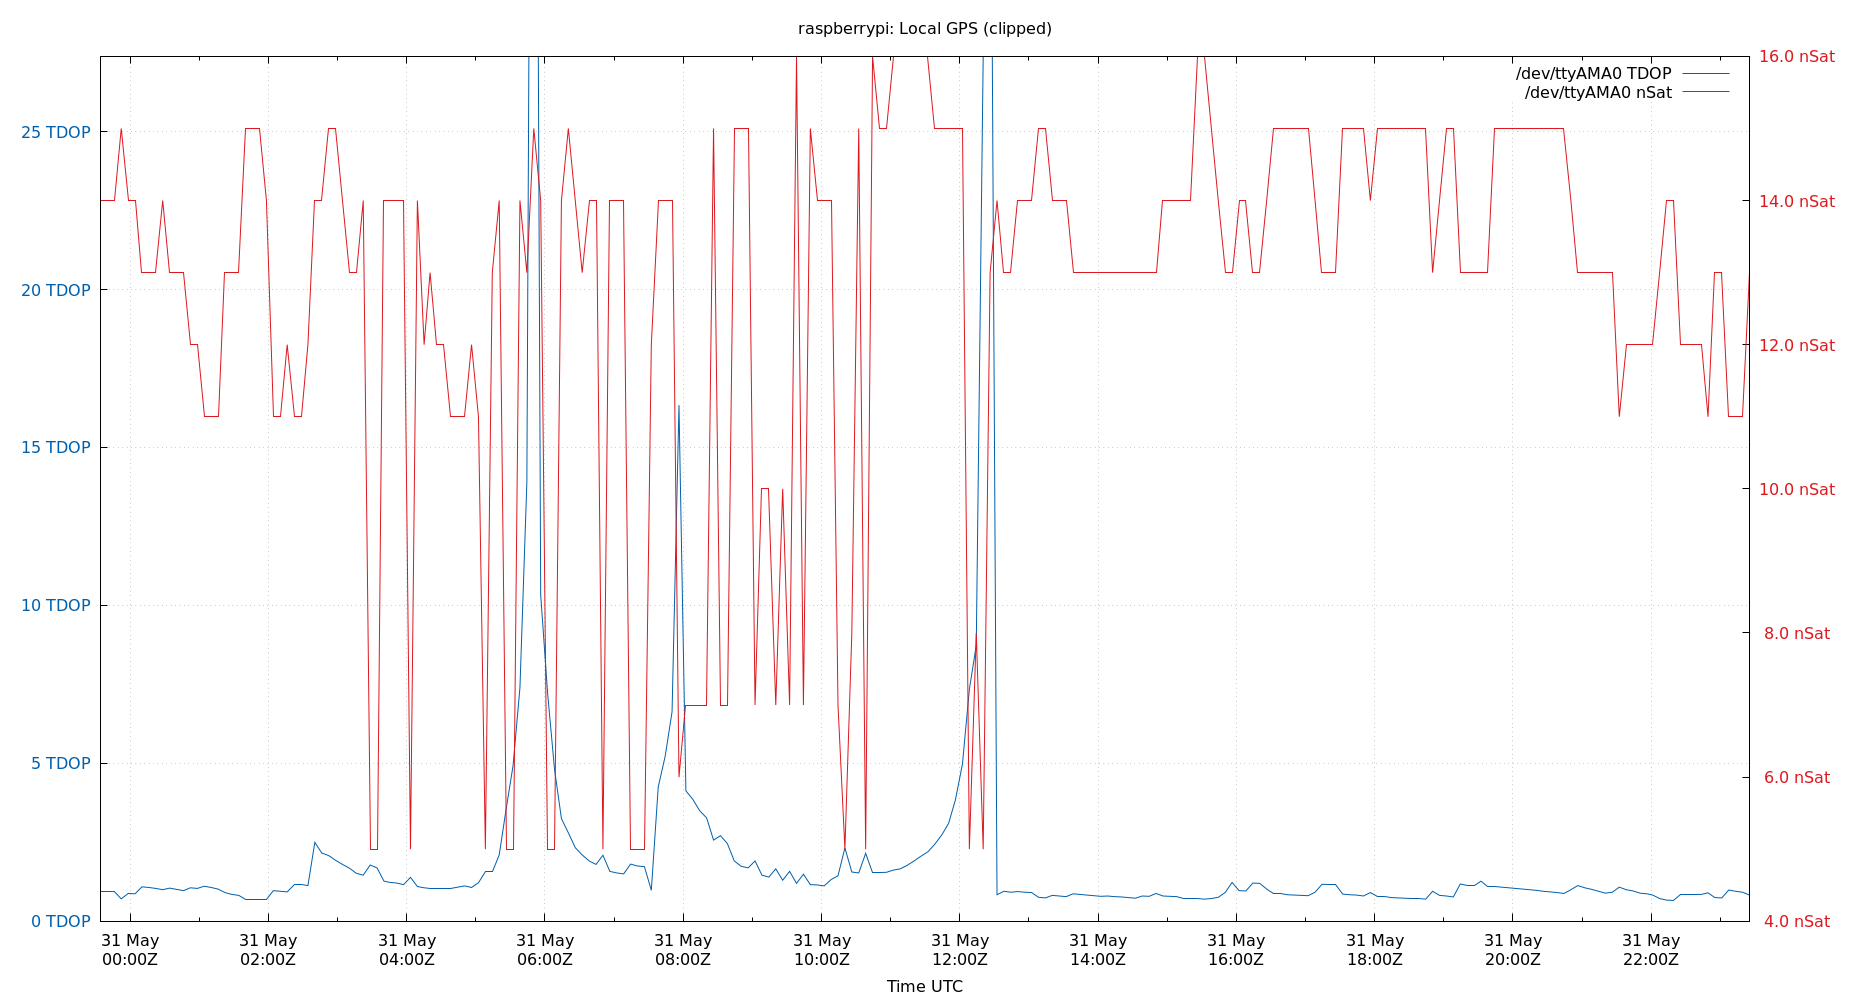 raspberrypi: Local GPS (clipped)
16.0 nSat
/dev/ttyAMA0 TDOP
/dev/ttyAMA0 nSat
25 TDOP
14.0 nSat
20 TDOP
12.0 nSat
15 TDOP
10.0 nSat
10 TDOP
8.0 nSat
5 TDOP
6.0 nSat
0 TDOP
4.0 nSat
31 May 31 May 31 May 31 May 31 May 31 May 31 May 31 May 31 May 31 May 31 May 31 May
00:00Z 02:00Z 04:00Z 06:00Z 08:00Z 10:00Z 12:00Z 14:00Z 16:00Z 18:00Z 20:00Z 22:00Z
Time UTC